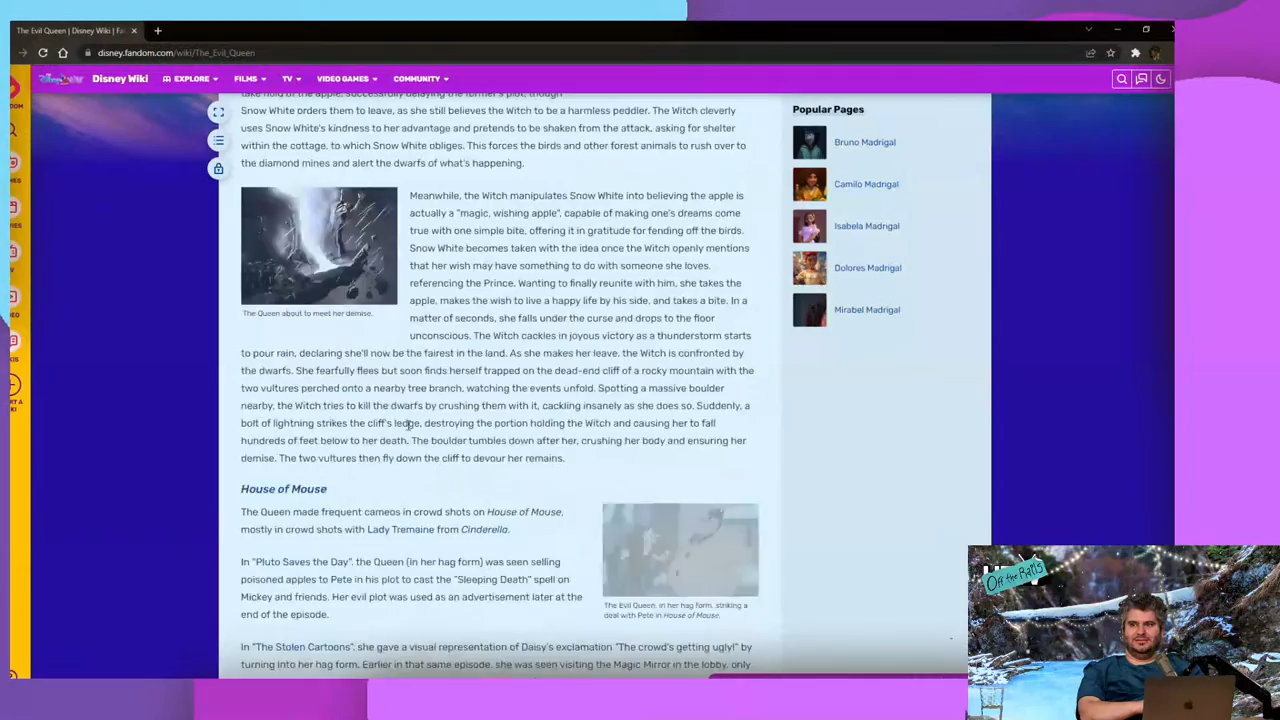 The Evil Queen | Disney Wiki | Fa
disney.fandom.com/wiki/The_Evil_Queen
Disney Wiki
EXPLORE
FILMS
TV
VIDEO GAMES
COMMUNITY
take hold of the apple, successfully delaying the former's plot, though
Snow White orders them to leave, as she still believes the Witch to be a harmless peddler. The Witch cleverly
uses Snow White's kindness to her advantage and pretends to be shaken from the attack, asking for shelter
within the cottage, to which Snow White obliges. This forces the birds and other forest animals to rush over to
the diamond mines and alert the dwarfs of what's happening.
Meanwhile, the Witch manipulates Snow White into believing the apple is
actually a "magic, wishing apple", capable of making one's dreams come
true with one simple bite, offering it in gratitude for fending off the birds.
Snow White becomes taken with the idea once the Witch openly mentions
that her wish may have something to do with someone she loves,
referencing the Prince. Wanting to finally reunite with him, she takes the
apple, makes the wish to live a happy life by his side, and takes a bite. In a
matter of seconds, she falls under the curse and drops to the floor
unconscious. The Witch cackles in joyous victory as a thunderstorm starts
The Queen about to meet her demise.
to pour rain, declaring she'll now be the fairest in the land. As she makes her leave, the Witch is confronted by
the dwarfs. She fearfully flees but soon finds herself trapped on the dead-end cliff of a rocky mountain with the
two vultures perched onto a nearby tree branch, watching the events unfold. Spotting a massive boulder
nearby, the Witch tries to kill the dwarfs by crushing them with it, cackling insanely as she does so. Suddenly, a
bolt of lightning strikes the cliff's ledge, destroying the portion holding the Witch and causing her to fall
hundreds of feet below to her death. The boulder tumbles down after her, crushing her body and ensuring her
demise. The two vultures then fly down the cliff to devour her remains.
House of Mouse
The Queen made frequent cameos in crowd shots on House of Mouse,
mostly in crowd shots with Lady Tremaine from Cinderella.
In "Pluto Saves the Day", the Queen (in her hag form) was seen selling
poisoned apples to Pete in his plot to cast the "Sleeping Death" spell on
Mickey and friends. Her evil plot was used as an advertisement later at the
end of the episode.
The Evil Queen, in her hag form, striking a
deal with Pete in House of Mouse.
In "The Stolen Cartoons", she gave a visual representation of Daisy's exclamation "The crowd's getting ugly!" by
turning into her hag form. Earlier in that same episode, she was seen visiting the Magic Mirror in the lobby, only
Popular Pages
Bruno Madrigal
Camilo Madrigal
Isabela Madrigal
Dolores Madrigal
Mirabel Madrigal
Off the Rails